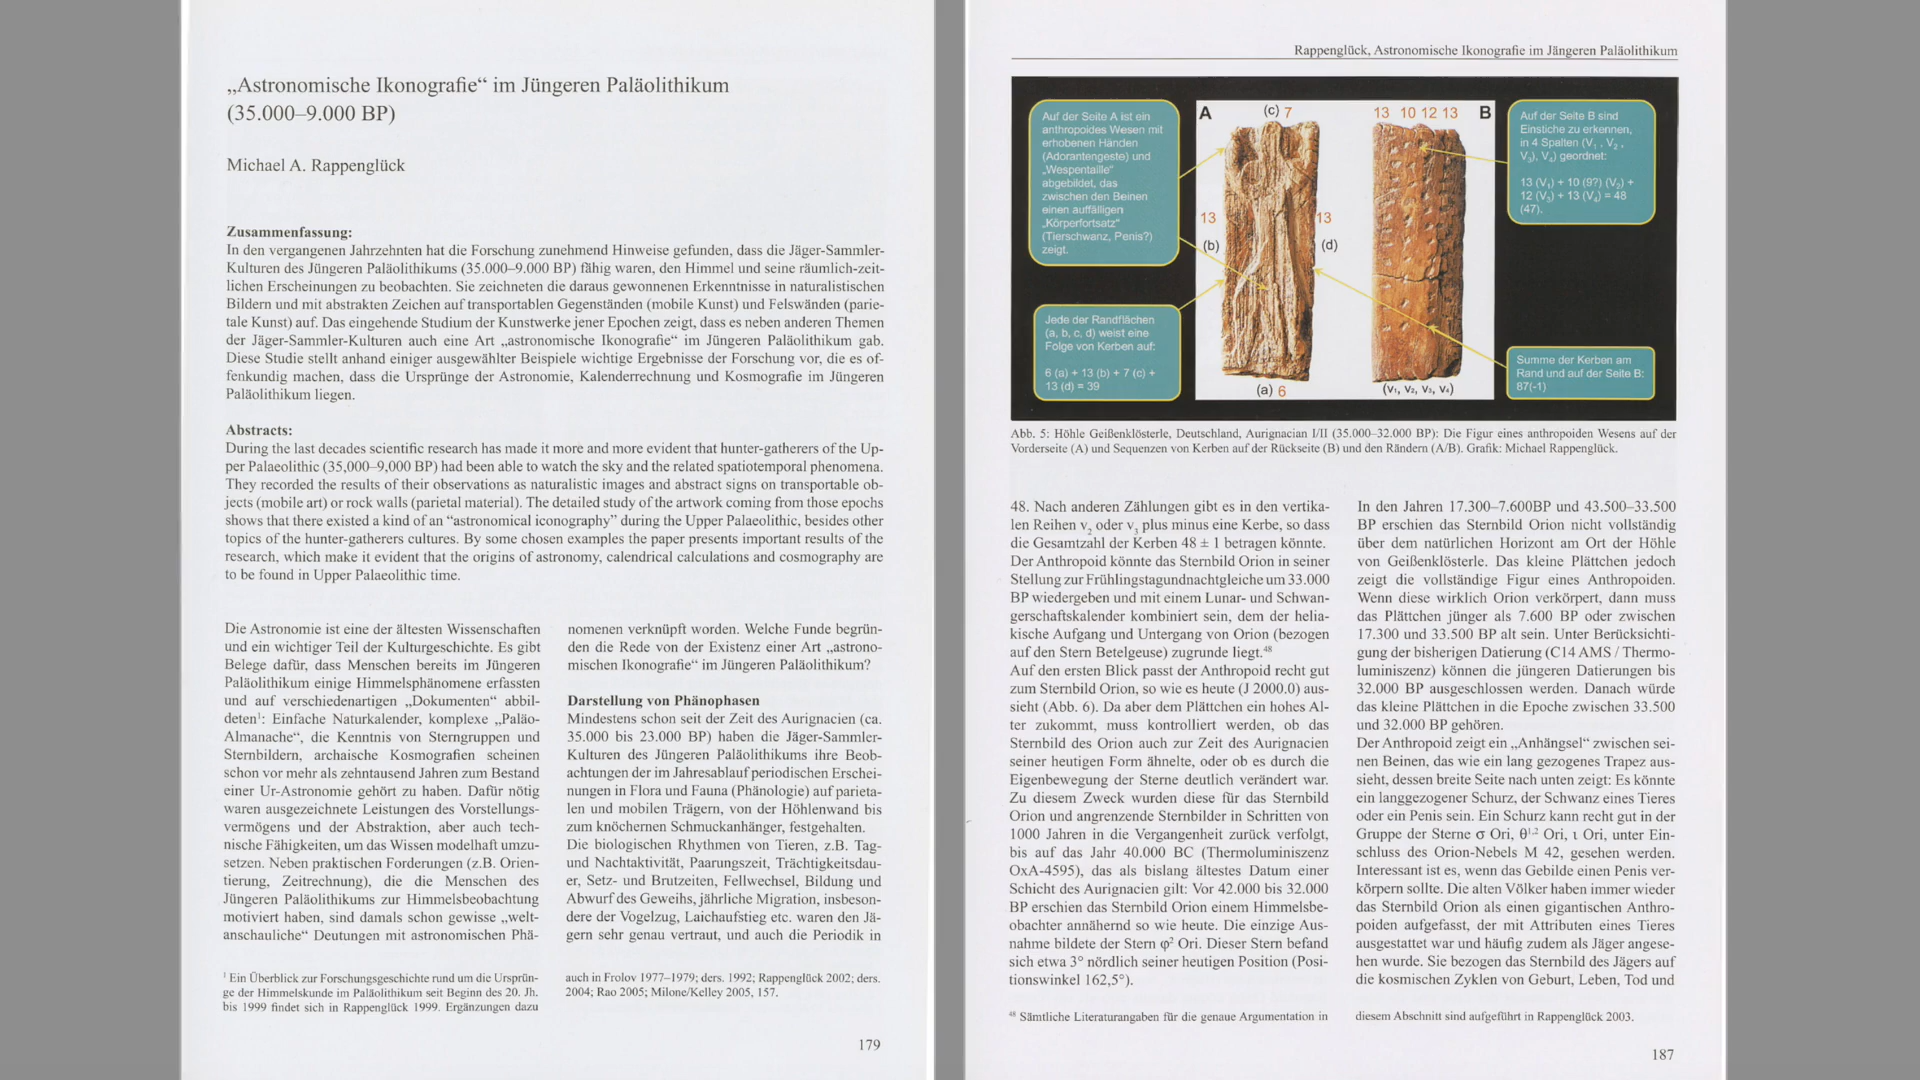 „Astronomische Ikonografie“ im Jüngeren Paläolithikum
(35.000–9.000 BP)
Michael A. Rappenglück
Zusammenfassung:
In den vergangenen Jahrzehnten hat die Forschung zunehmend Hinweise gefunden, dass die Jäger-Sammler-
Kulturen des Jüngeren Paläolithikums (35.000–9.000 BP) fähig waren, den Himmel und seine räumlich-zeit-
lichen Erscheinungen zu beobachten. Sie zeichneten die daraus gewonnenen Erkenntnisse in naturalistischen
Bildern und mit abstrakten Zeichen auf transportablen Gegenständen (mobile Kunst) und Felswänden (parie-
tale Kunst) auf. Das eingehende Studium der Kunstwerke jener Epochen zeigt, dass es neben anderen Themen
der Jäger-Sammler-Kulturen auch eine Art „astronomische Ikonografie“ im Jüngeren Paläolithikum gab.
Diese Studie stellt anhand einiger ausgewählter Beispiele wichtige Ergebnisse der Forschung vor, die es of-
fenkundig machen, dass die Ursprünge der Astronomie, Kalenderrechnung und Kosmografie im Jüngeren
Paläolithikum liegen.
Abstracts:
During the last decades scientific research has made it more and more evident that hunter-gatherers of the Up-
per Palaeolithic (35,000–9,000 BP) had been able to watch the sky and the related spatiotemporal phenomena.
They recorded the results of their observations as naturalistic images and abstract signs on transportable ob-
jects (mobile art) or rock walls (parietal material). The detailed study of the artwork coming from those epochs
shows that there existed a kind of an “astronomical iconography” during the Upper Palaeolithic, besides other
topics of the hunter-gatherers cultures. By some chosen examples the paper presents important results of the
research, which make it evident that the origins of astronomy, calendrical calculations and cosmography are
to be found in Upper Palaeolithic time.
Die Astronomie ist eine der ältesten Wissenschaften
und ein wichtiger Teil der Kulturgeschichte. Es gibt
Belege dafür, dass Menschen bereits im Jüngeren
Paläolithikum einige Himmelsphänomene erfassten
und auf verschiedenartigen „Dokumenten“ abbil-
deten¹: Einfache Naturkalender, komplexe „Paläo-
Almanache“, die Kenntnis von Sterngruppen und
Sternbildern, archaische Kosmografien scheinen
schon vor mehr als zehntausend Jahren zum Bestand
einer Ur-Astronomie gehört zu haben. Dafür nötig
waren ausgezeichnete Leistungen des Vorstellungs-
vermögens und der Abstraktion, aber auch tech-
nische Fähigkeiten, um das Wissen modelhaft umzu-
setzen. Neben praktischen Forderungen (z.B. Orien-
tierung, Zeitrechnung), die die Menschen des
Jüngeren Paläolithikums zur Himmelsbeobachtung
motiviert haben, sind damals schon gewisse „welt-
anschauliche“ Deutungen mit astronomischen Phä-
nomenen verknüpft worden. Welche Funde begrün-
den die Rede von der Existenz einer Art „astrono-
mischen Ikonografie“ im Jüngeren Paläolithikum?
Darstellung von Phänophasen
Mindestens schon seit der Zeit des Aurignacien (ca.
35.000 bis 23.000 BP) haben die Jäger-Sammler-
Kulturen des Jüngeren Paläolithikums ihre Beob-
achtungen der im Jahresablauf periodischen Erschei-
nungen in Flora und Fauna (Phänologie) auf parieta-
len und mobilen Trägern, von der Höhlenwand bis
zum knöchernen Schmuckanhänger, festgehalten.
Die biologischen Rhythmen von Tieren, z.B. Tag-
und Nachtaktivität, Paarungszeit, Trächtigkeitsdau-
er, Setz- und Brutzeiten, Fellwechsel, Bildung und
Abwurf des Geweihs, jährliche Migration, insbeson-
dere der Vogelzug, Laichaufstieg etc. waren den Jä-
gern sehr genau vertraut, und auch die Periodik in
¹ Ein Überblick zur Forschungsgeschichte rund um die Ursprün-
ge der Himmelskunde im Paläolithikum seit Beginn des 20. Jh.
bis 1999 findet sich in Rappenglück 1999. Ergänzungen dazu
auch in Frolov 1977–1979; ders. 1992; Rappenglück 2002; ders.
2004; Rao 2005; Milone/Kelley 2005, 157.
179
Rappenglück, Astronomische Ikonografie im Jängeren Paläolithikum
Auf der Seite A ist ein
anthropoides Wesen mit
erhobenen Händen
(Adorantengeste) und
„Wespentaille“
abgebildet, das
zwischen den Beinen
einen auffälligen
„Körperfortsatz“
(Tierschwanz, Penis?)
zeigt.
Jede der Randflächen
(a, b, c, d) weist eine
Folge von Kerben auf:
6 (a) + 13 (b) + 7 (c) +
13 (d) = 39
A
(c) 7
13
(b)
13
(d)
(a) 6
13 10 12 13
B
(V₁, V₂, V₃, V₄)
Auf der Seite B sind
Einstiche zu erkennen,
in 4 Spalten (V₁ , V₂ ,
V₃), V₄) geordnet:
13 (V₁) + 10 (9?) (V₂) +
12 (V₃) + 13 (V₄) = 48
(47).
Summe der Kerben am
Rand und auf der Seite B:
87(-1)
Abb. 5: Höhle Geißenklösterle, Deutschland, Aurignacian I/II (35.000–32.000 BP): Die Figur eines anthropoiden Wesens auf der
Vorderseite (A) und Sequenzen von Kerben auf der Rückseite (B) und den Rändern (A/B). Grafik: Michael Rappenglück.
48. Nach anderen Zählungen gibt es in den vertika-
len Reihen v₂ oder v₃ plus minus eine Kerbe, so dass
die Gesamtzahl der Kerben 48 ± 1 betragen könnte.
Der Anthropoid könnte das Sternbild Orion in seiner
Stellung zur Frühlingstagundnachtgleiche um 33.000
BP wiedergeben und mit einem Lunar- und Schwan-
gerschaftskalender kombiniert sein, dem der helia-
kische Aufgang und Untergang von Orion (bezogen
auf den Stern Betelgeuse) zugrunde liegt.⁴⁸
Auf den ersten Blick passt der Anthropoid recht gut
zum Sternbild Orion, so wie es heute (J 2000.0) aus-
sieht (Abb. 6). Da aber dem Plättchen ein hohes Al-
ter zukommt, muss kontrolliert werden, ob das
Sternbild des Orion auch zur Zeit des Aurignacien
seiner heutigen Form ähnelte, oder ob es durch die
Eigenbewegung der Sterne deutlich verändert war.
Zu diesem Zweck wurden diese für das Sternbild
Orion und angrenzende Sternbilder in Schritten von
1000 Jahren in die Vergangenheit zurück verfolgt,
bis auf das Jahr 40.000 BC (Thermoluminiszenz
OxA-4595), das als bislang ältestes Datum einer
Schicht des Aurignacien gilt: Vor 42.000 bis 32.000
BP erschien das Sternbild Orion einem Himmelsbe-
obachter annähernd so wie heute. Die einzige Aus-
nahme bildete der Stern φ² Ori. Dieser Stern befand
sich etwa 3° nördlich seiner heutigen Position (Posi-
tionswinkel 162,5°).
In den Jahren 17.300–7.600BP und 43.500–33.500
BP erschien das Sternbild Orion nicht vollständig
über dem natürlichen Horizont am Ort der Höhle
von Geißenklösterle. Das kleine Plättchen jedoch
zeigt die vollständige Figur eines Anthropoiden.
Wenn diese wirklich Orion verkörpert, dann muss
das Plättchen jünger als 7.600 BP oder zwischen
17.300 und 33.500 BP alt sein. Unter Berücksichti-
gung der bisherigen Datierung (C14 AMS / Thermo-
luminiszenz) können die jüngeren Datierungen bis
32.000 BP ausgeschlossen werden. Danach würde
das kleine Plättchen in die Epoche zwischen 33.500
und 32.000 BP gehören.
Der Anthropoid zeigt ein „Anhängsel“ zwischen sei-
nen Beinen, das wie ein lang gezogenes Trapez aus-
sieht, dessen breite Seite nach unten zeigt: Es könnte
ein langgezogener Schurz, der Schwanz eines Tieres
oder ein Penis sein. Ein Schurz kann recht gut in der
Gruppe der Sterne σ Ori, θ¹,² Ori, ι Ori, unter Ein-
schluss des Orion-Nebels M 42, gesehen werden.
Interessant ist es, wenn das Gebilde einen Penis ver-
körpern sollte. Die alten Völker haben immer wieder
das Sternbild Orion als einen gigantischen Anthro-
poiden aufgefasst, der mit Attributen eines Tieres
ausgestattet war und häufig zudem als Jäger angese-
hen wurde. Sie bezogen das Sternbild des Jägers auf
die kosmischen Zyklen von Geburt, Leben, Tod und
⁴⁸ Sämtliche Literaturangaben für die genaue Argumentation in
diesem Abschnitt sind aufgeführt in Rappenglück 2003.
187